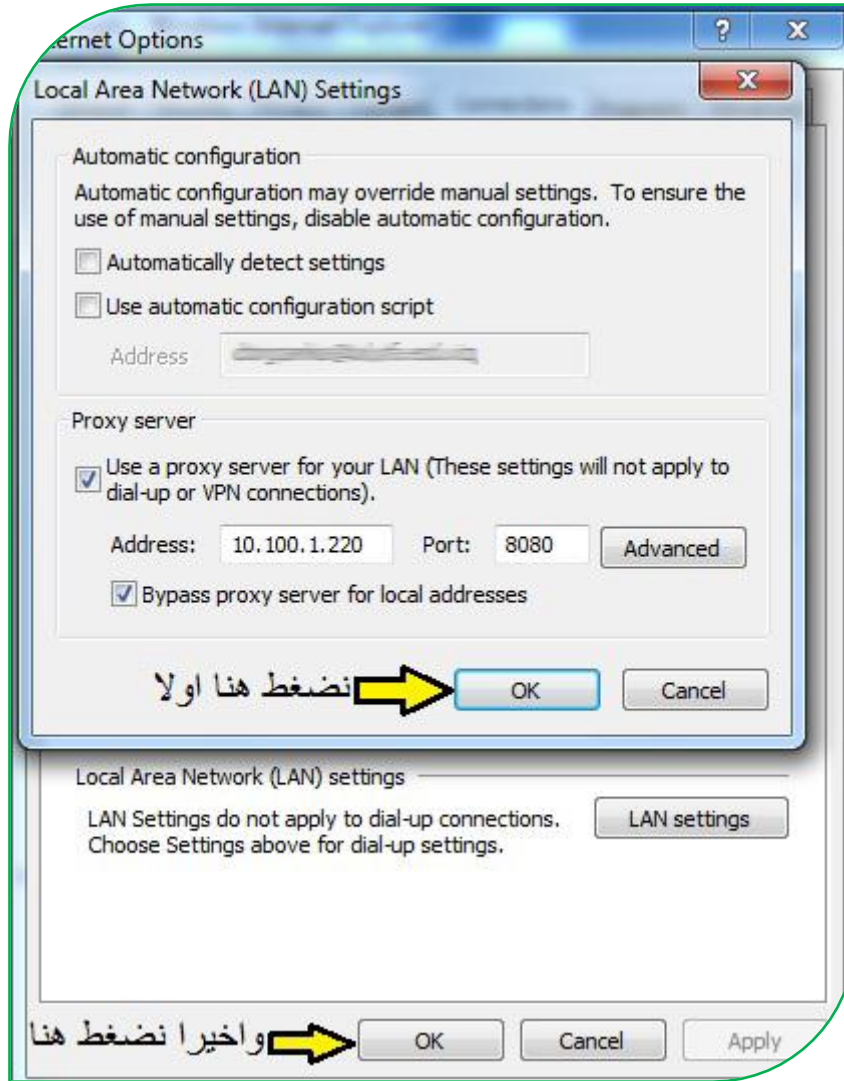 ernet Options
Local Area Network (LAN) Settings
Automatic configuration
Automatic configuration may override manual settings. To ensure the
use of manual settings, disable automatic configuration.
Automatically detect settings
Use automatic configuration script
Address
Proxy server
Use a proxy server for your LAN (These settings will not apply to
dial-up or VPN connections).
Address: 10.100.1.220 Port: 8080 Advanced
Bypass proxy server for local addresses
نضغط هنا اولا OK Cancel
Local Area Network (LAN) settings
LAN Settings do not apply to dial-up connections. LAN settings
Choose Settings above for dial-up settings.
واخيرا نضغط هنا OK Cancel Apply